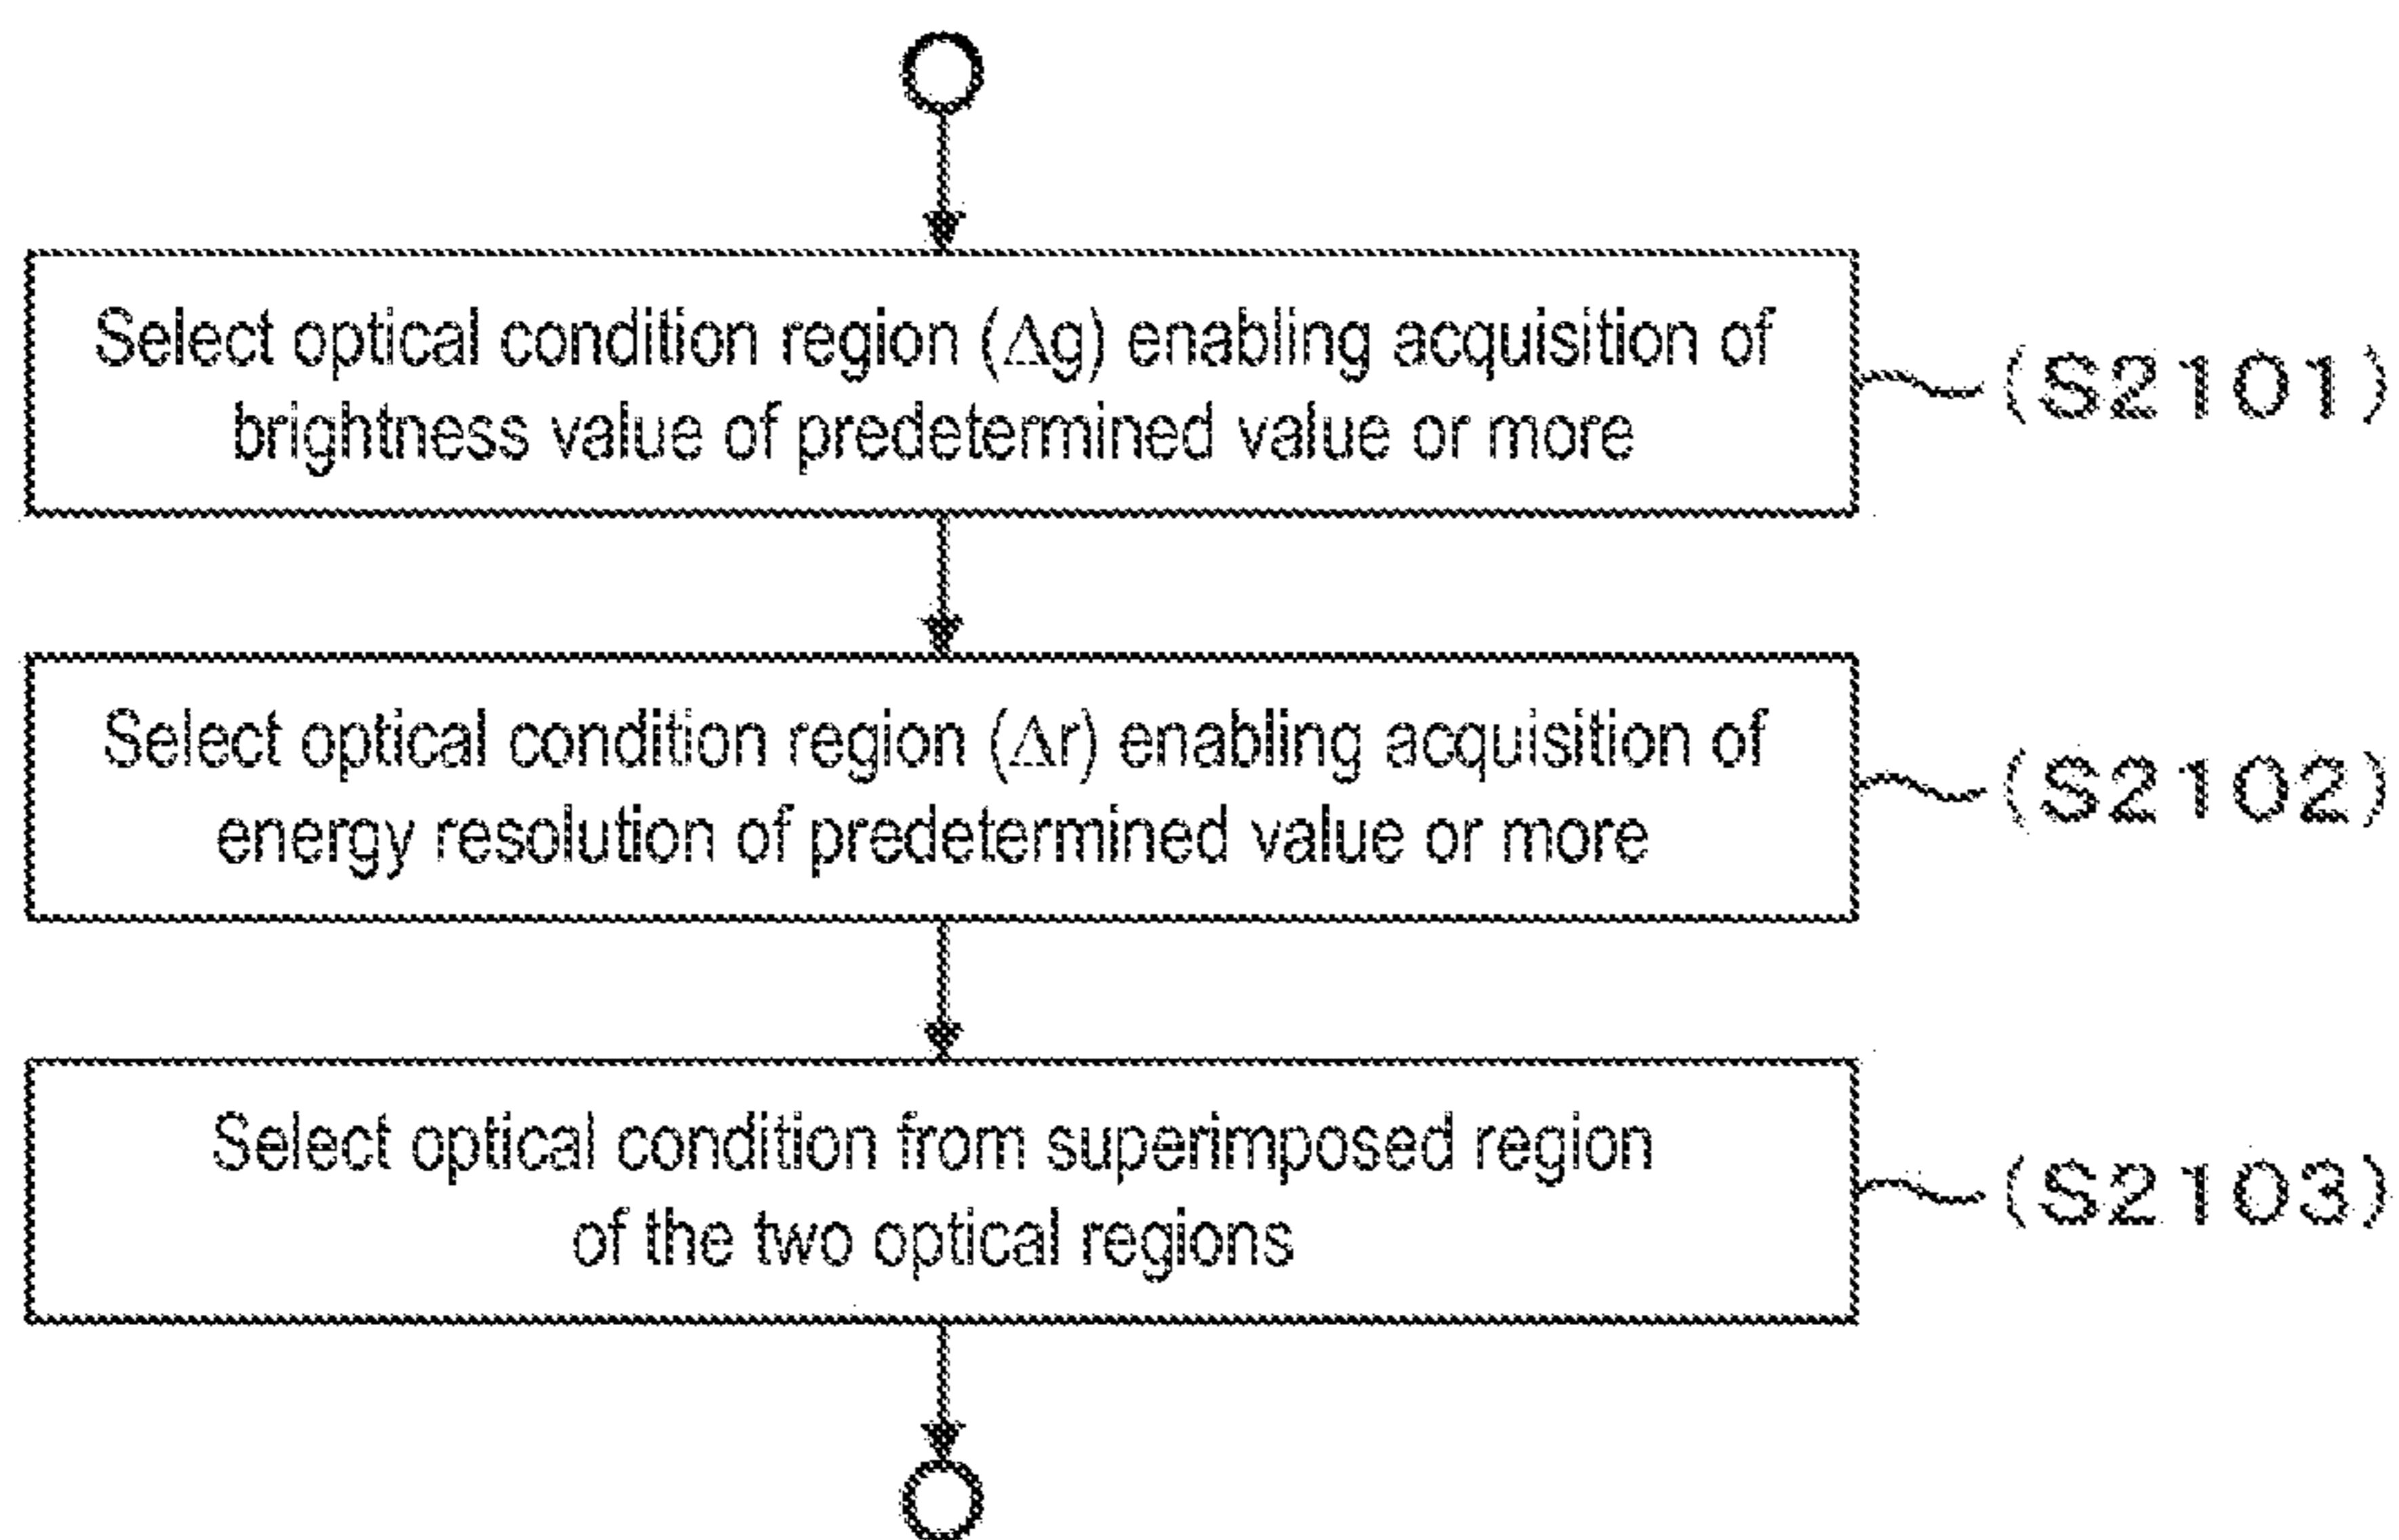 Select optical condition region (Δg) enabling acquisition of
brightness value of predetermined value or more
(S2101)
Select optical condition region (Δr) enabling acquisition of
energy resolution of predetermined value or more
(S2102)
Select optical condition from superimposed region
of the two optical regions
(S2103)